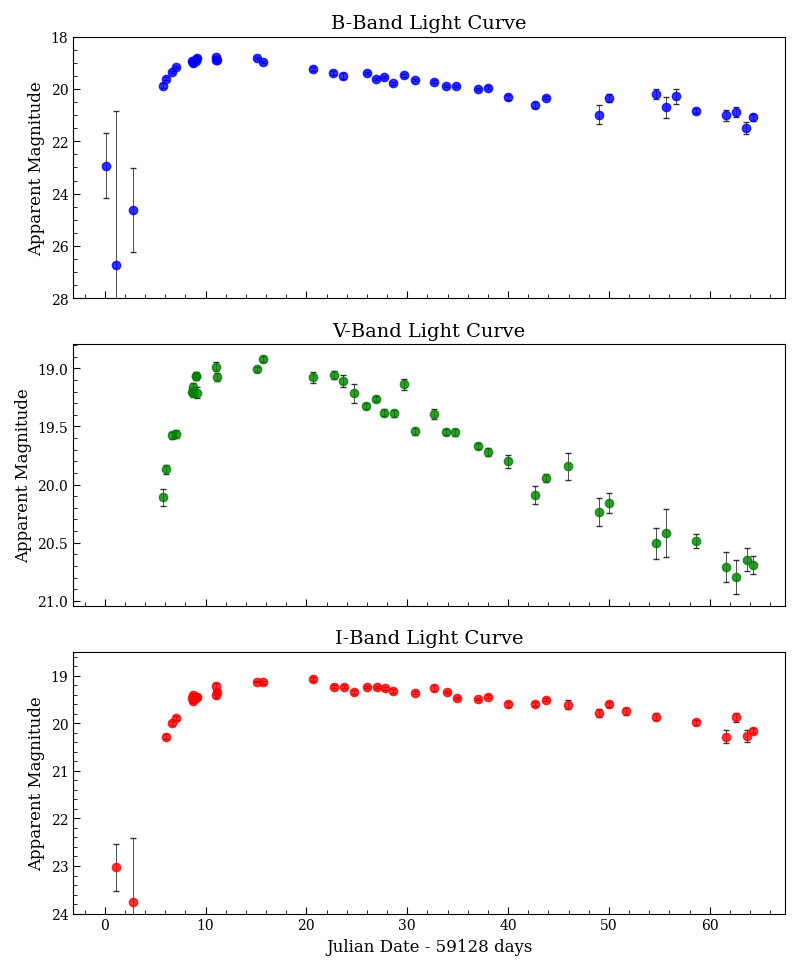 B-Band Light Curve
18
20
22
24
26
28
Apparent Magnitude
V-Band Light Curve
19.0
19.5
20.0
20.5
21.0
Apparent Magnitude
I-Band Light Curve
19
20
21
22
23
24
Apparent Magnitude
0 10 20 30 40 50 60
Julian Date - 59128 days